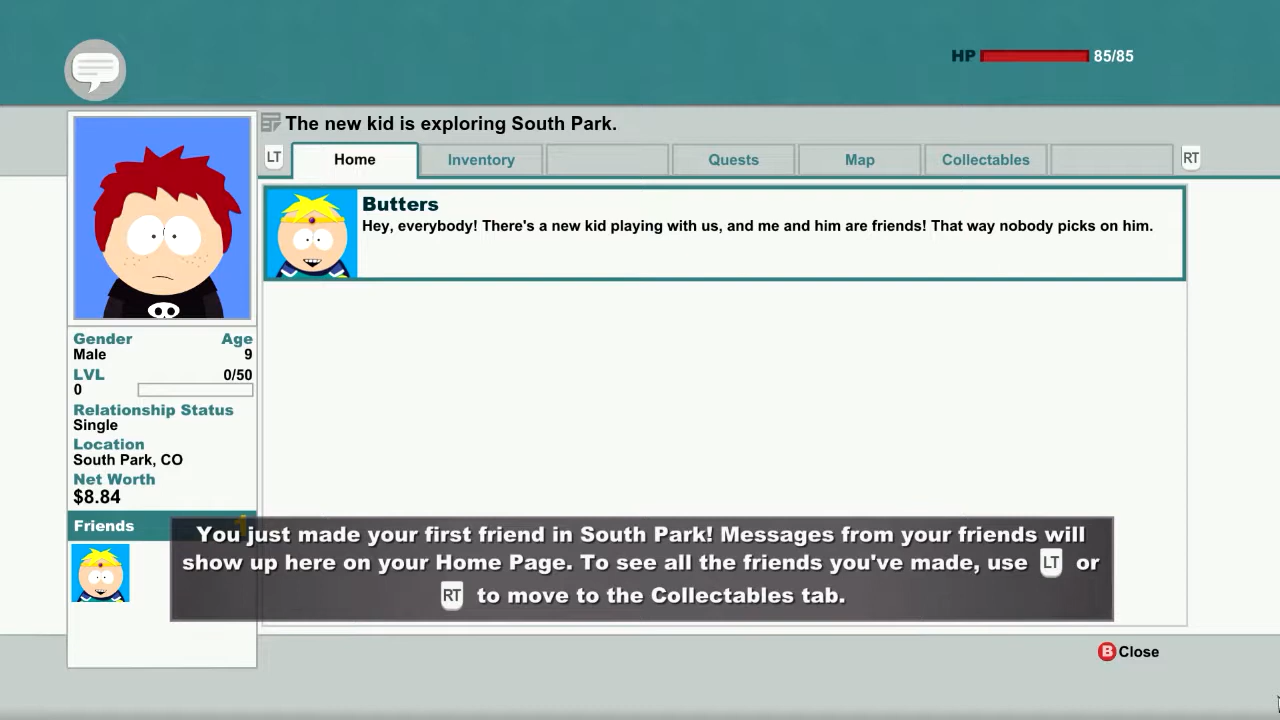 HP 85/85
The new kid is exploring South Park.
LT Home Inventory Quests Map Collectables RT
Butters
Hey, everybody! There's a new kid playing with us, and me and him are friends! That way nobody picks on him.
Gender Age
Male 9
LVL 0/50
0
Relationship Status
Single
Location
South Park, CO
Net Worth
$8.84
Friends 1
You just made your first friend in South Park! Messages from your friends will
show up here on your Home Page. To see all the friends you've made, use LT or
RT to move to the Collectables tab.
B Close